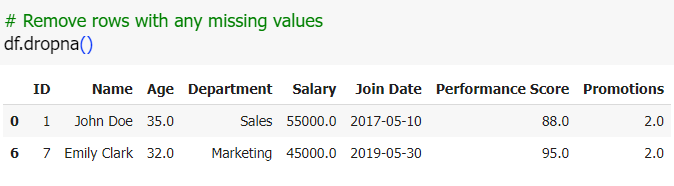 # Remove rows with any missing values
df.dropna()
ID Name Age Department Salary Join Date Performance Score Promotions
0 1 John Doe 35.0 Sales 55000.0 2017-05-10 88.0 2.0
6 7 Emily Clark 32.0 Marketing 45000.0 2019-05-30 95.0 2.0